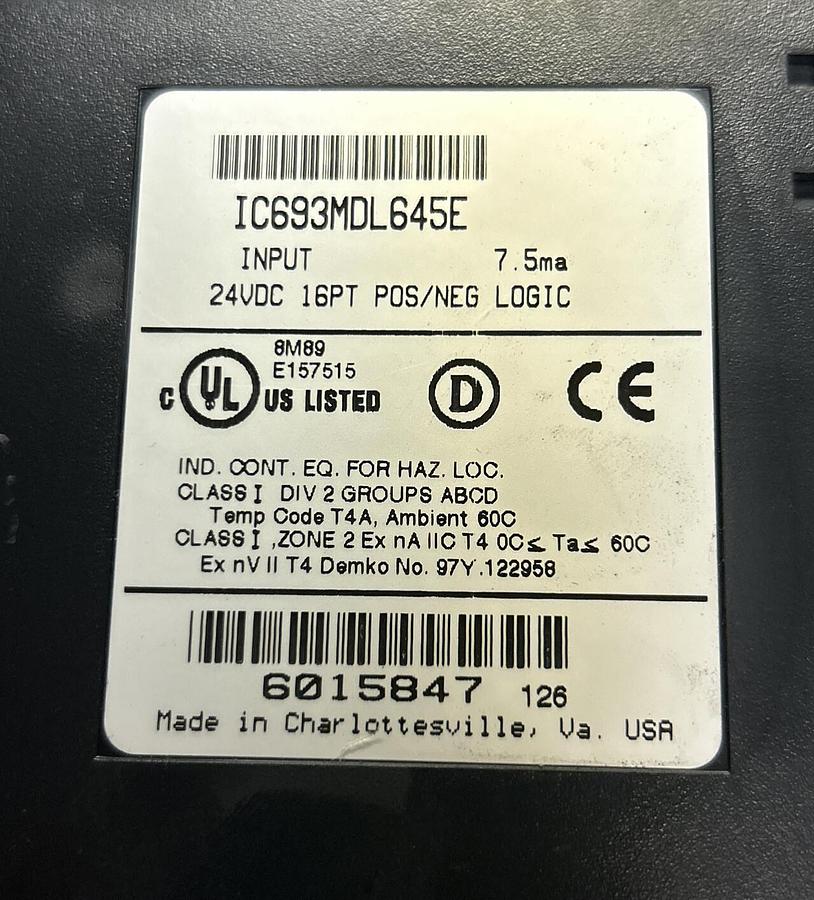 IC693MDL645E
INPUT 7.5ma
24VDC 16PT POS/NEG LOGIC
8M89
E157515
C UL US LISTED
D CE
IND. CONT. EQ. FOR HAZ. LOC.
CLASS I DIV 2 GROUPS ABCD
Temp Code T4A, Ambient 60C
CLASS I ,ZONE 2 Ex nA IIC T4 0C≤ Ta≤ 60C
Ex nV II T4 Demko No. 97Y.122958
6015847 126
Made in Charlottesville, Va. USA